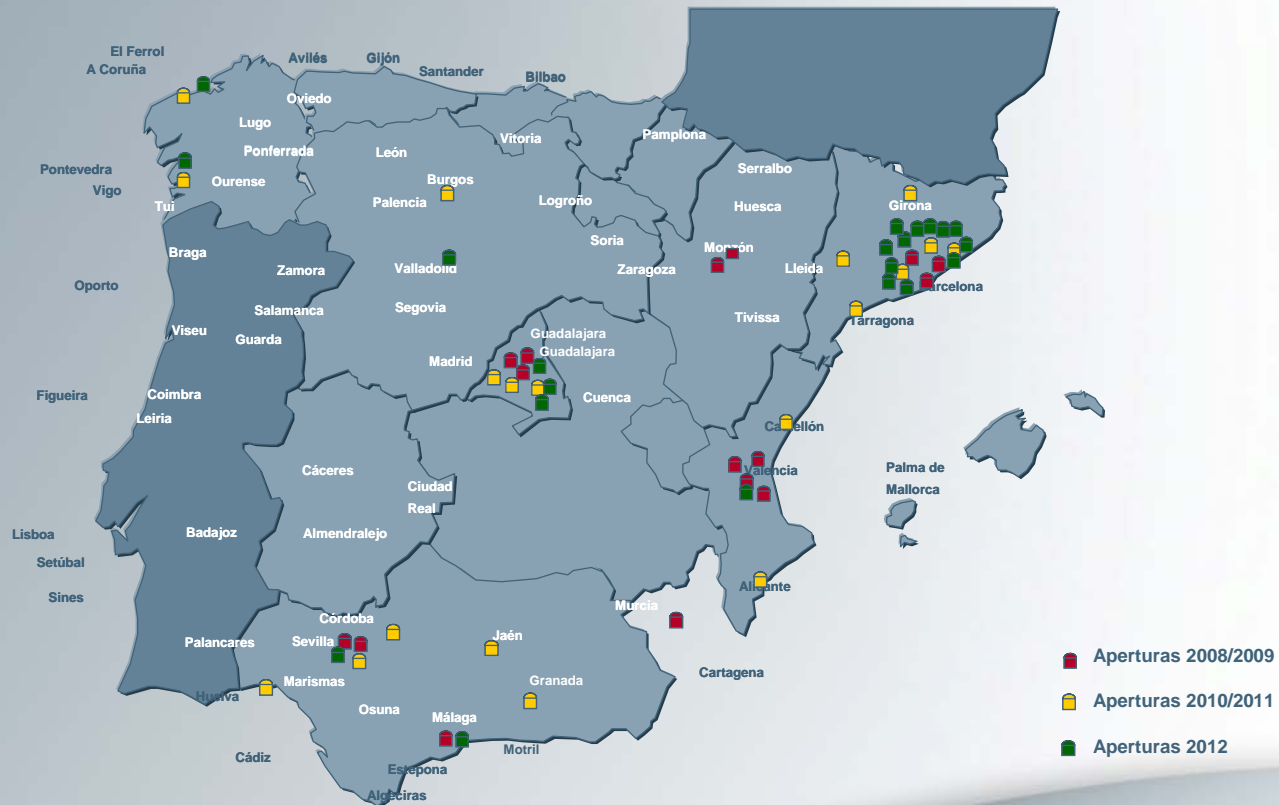 El Ferrol
A Coruña
Avilés
Gijón
Santander
Bilbao
Oviedo
Lugo
Ponferrada
León
Vitoria
Pamplona
Serralbo
Pontevedra
Vigo
Ourense
Tui
Burgos
Palencia
Logroño
Huesca
Girona
Braga
Soria
Monzón
Zamora
Valladolid
Zaragoza
Lleida
Oporto
Barcelona
Salamanca
Segovia
Tivissa
Tarragona
Viseu
Guarda
Guadalajara
Guadalajara
Madrid
Figueira
Coimbra
Cuenca
Leiria
Castellón
Cáceres
Valencia
Palma de
Mallorca
Ciudad
Real
Lisboa
Badajoz
Almendralejo
Setúbal
Sines
Alicante
Murcia
Córdoba
Palancares
Sevilla
Jaén
Cartagena
Marismas
Granada
Huelva
Osuna
Málaga
Motril
Cádiz
Estepona
Algeciras
Aperturas 2008/2009
Aperturas 2010/2011
Aperturas 2012